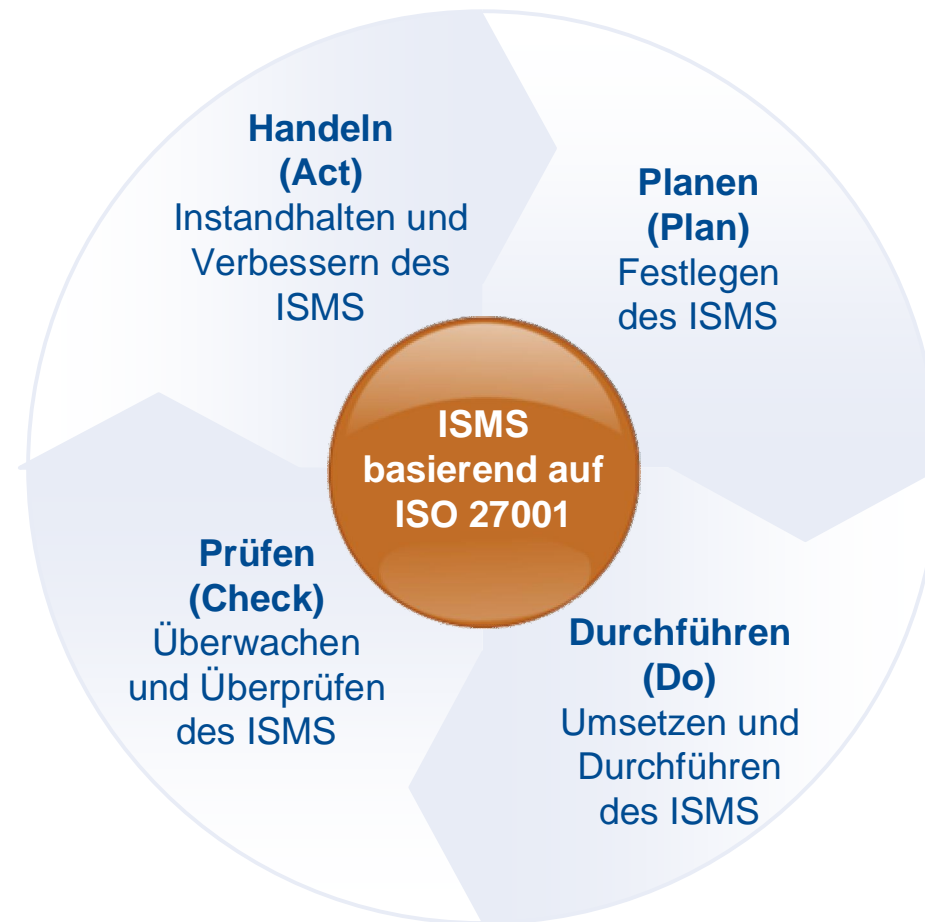 Handeln
(Act)
Instandhalten und
Verbessern des
ISMS
Planen
(Plan)
Festlegen
des ISMS
ISMS
basierend auf
ISO 27001
Prüfen
(Check)
Überwachen
und Überprüfen
des ISMS
Durchführen
(Do)
Umsetzen und
Durchführen
des ISMS